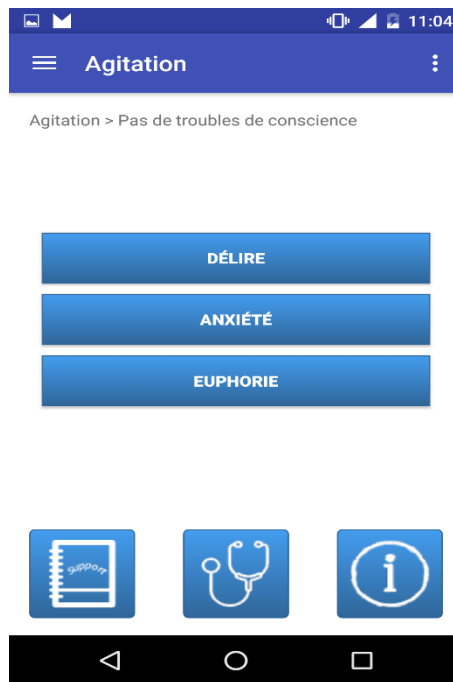 11:04
Agitation
Agitation > Pas de troubles de conscience
DÉLIRE
ANXIÉTÉ
EUPHORIE
SUPPORT
i